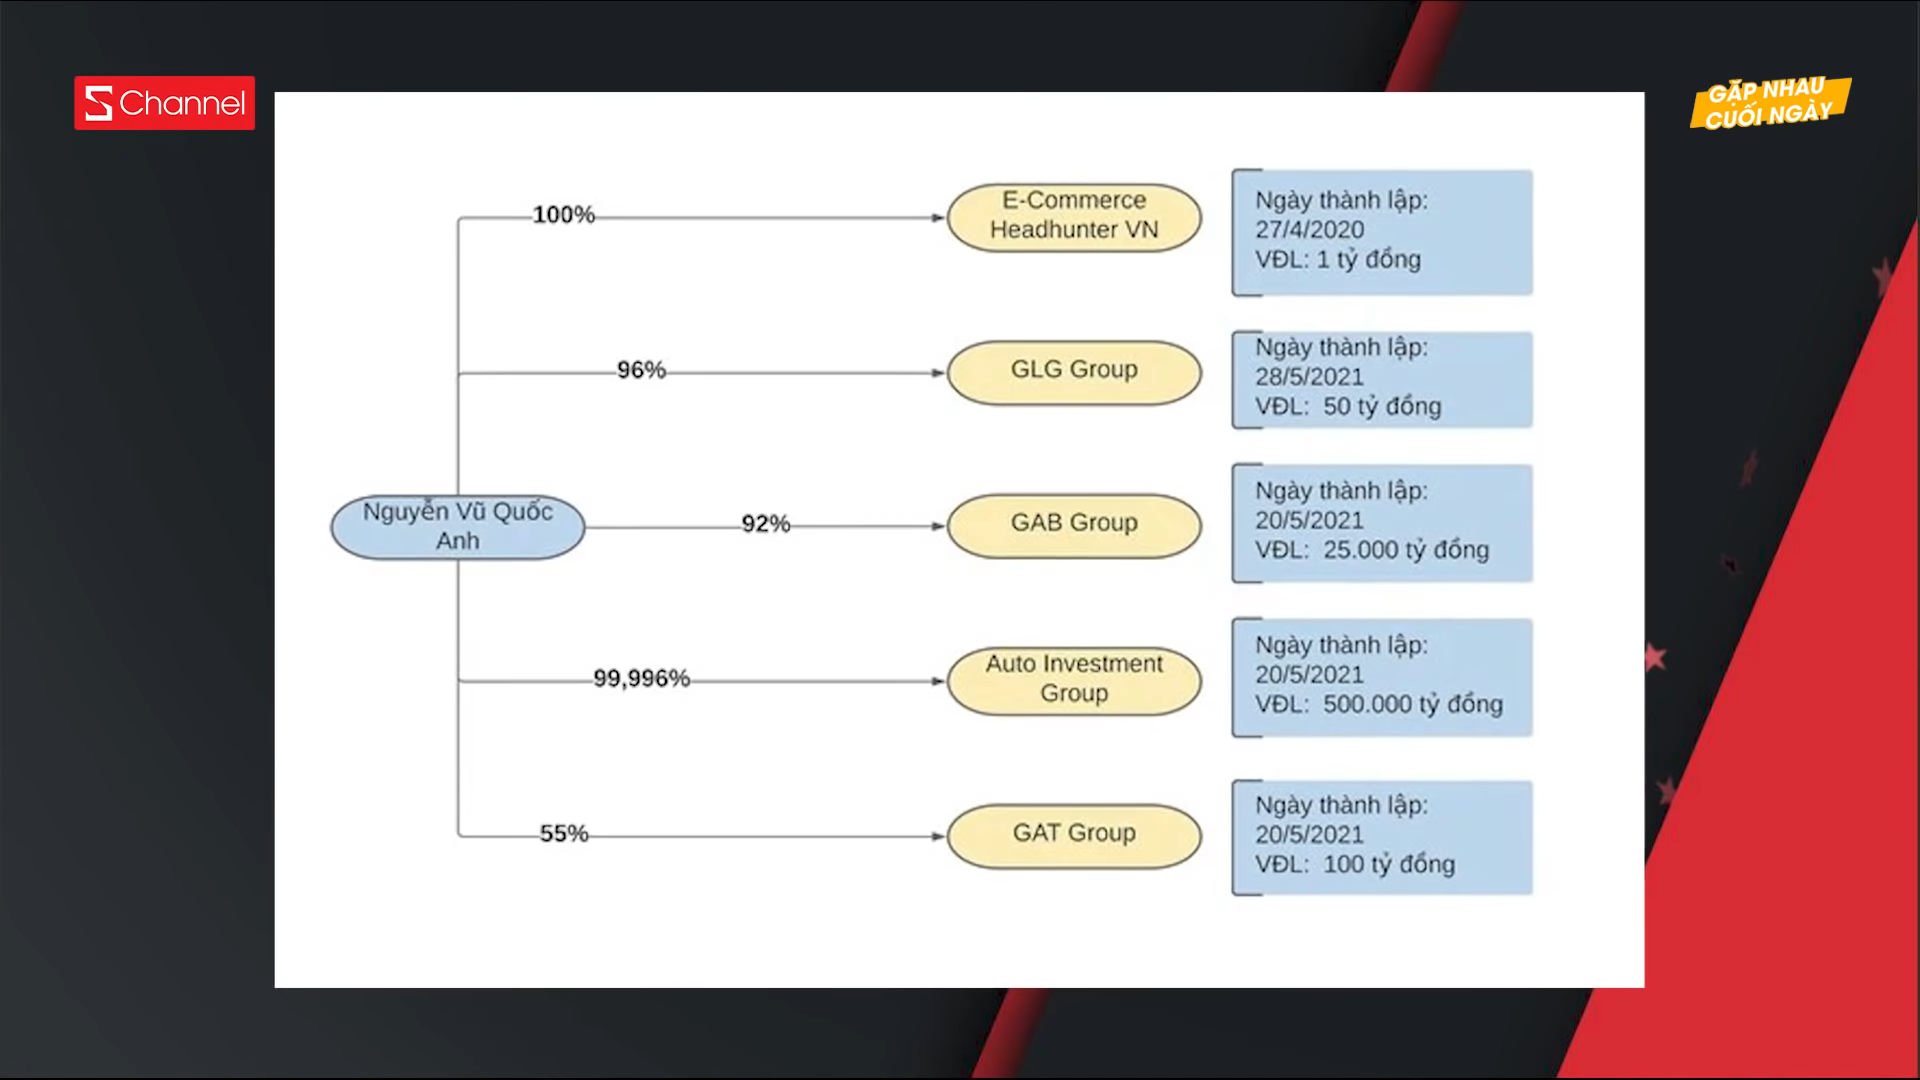 S Channel
GẶP NHAU
CUỐI NGÀY
100%
E-Commerce
Headhunter VN
Ngày thành lập:
27/4/2020
VĐL: 1 tỷ đồng
96%
GLG Group
Ngày thành lập:
28/5/2021
VĐL: 50 tỷ đồng
Nguyễn Vũ Quốc
Anh
92%
GAB Group
Ngày thành lập:
20/5/2021
VĐL: 25.000 tỷ đồng
99,996%
Auto Investment
Group
Ngày thành lập:
20/5/2021
VĐL: 500.000 tỷ đồng
55%
GAT Group
Ngày thành lập:
20/5/2021
VĐL: 100 tỷ đồng